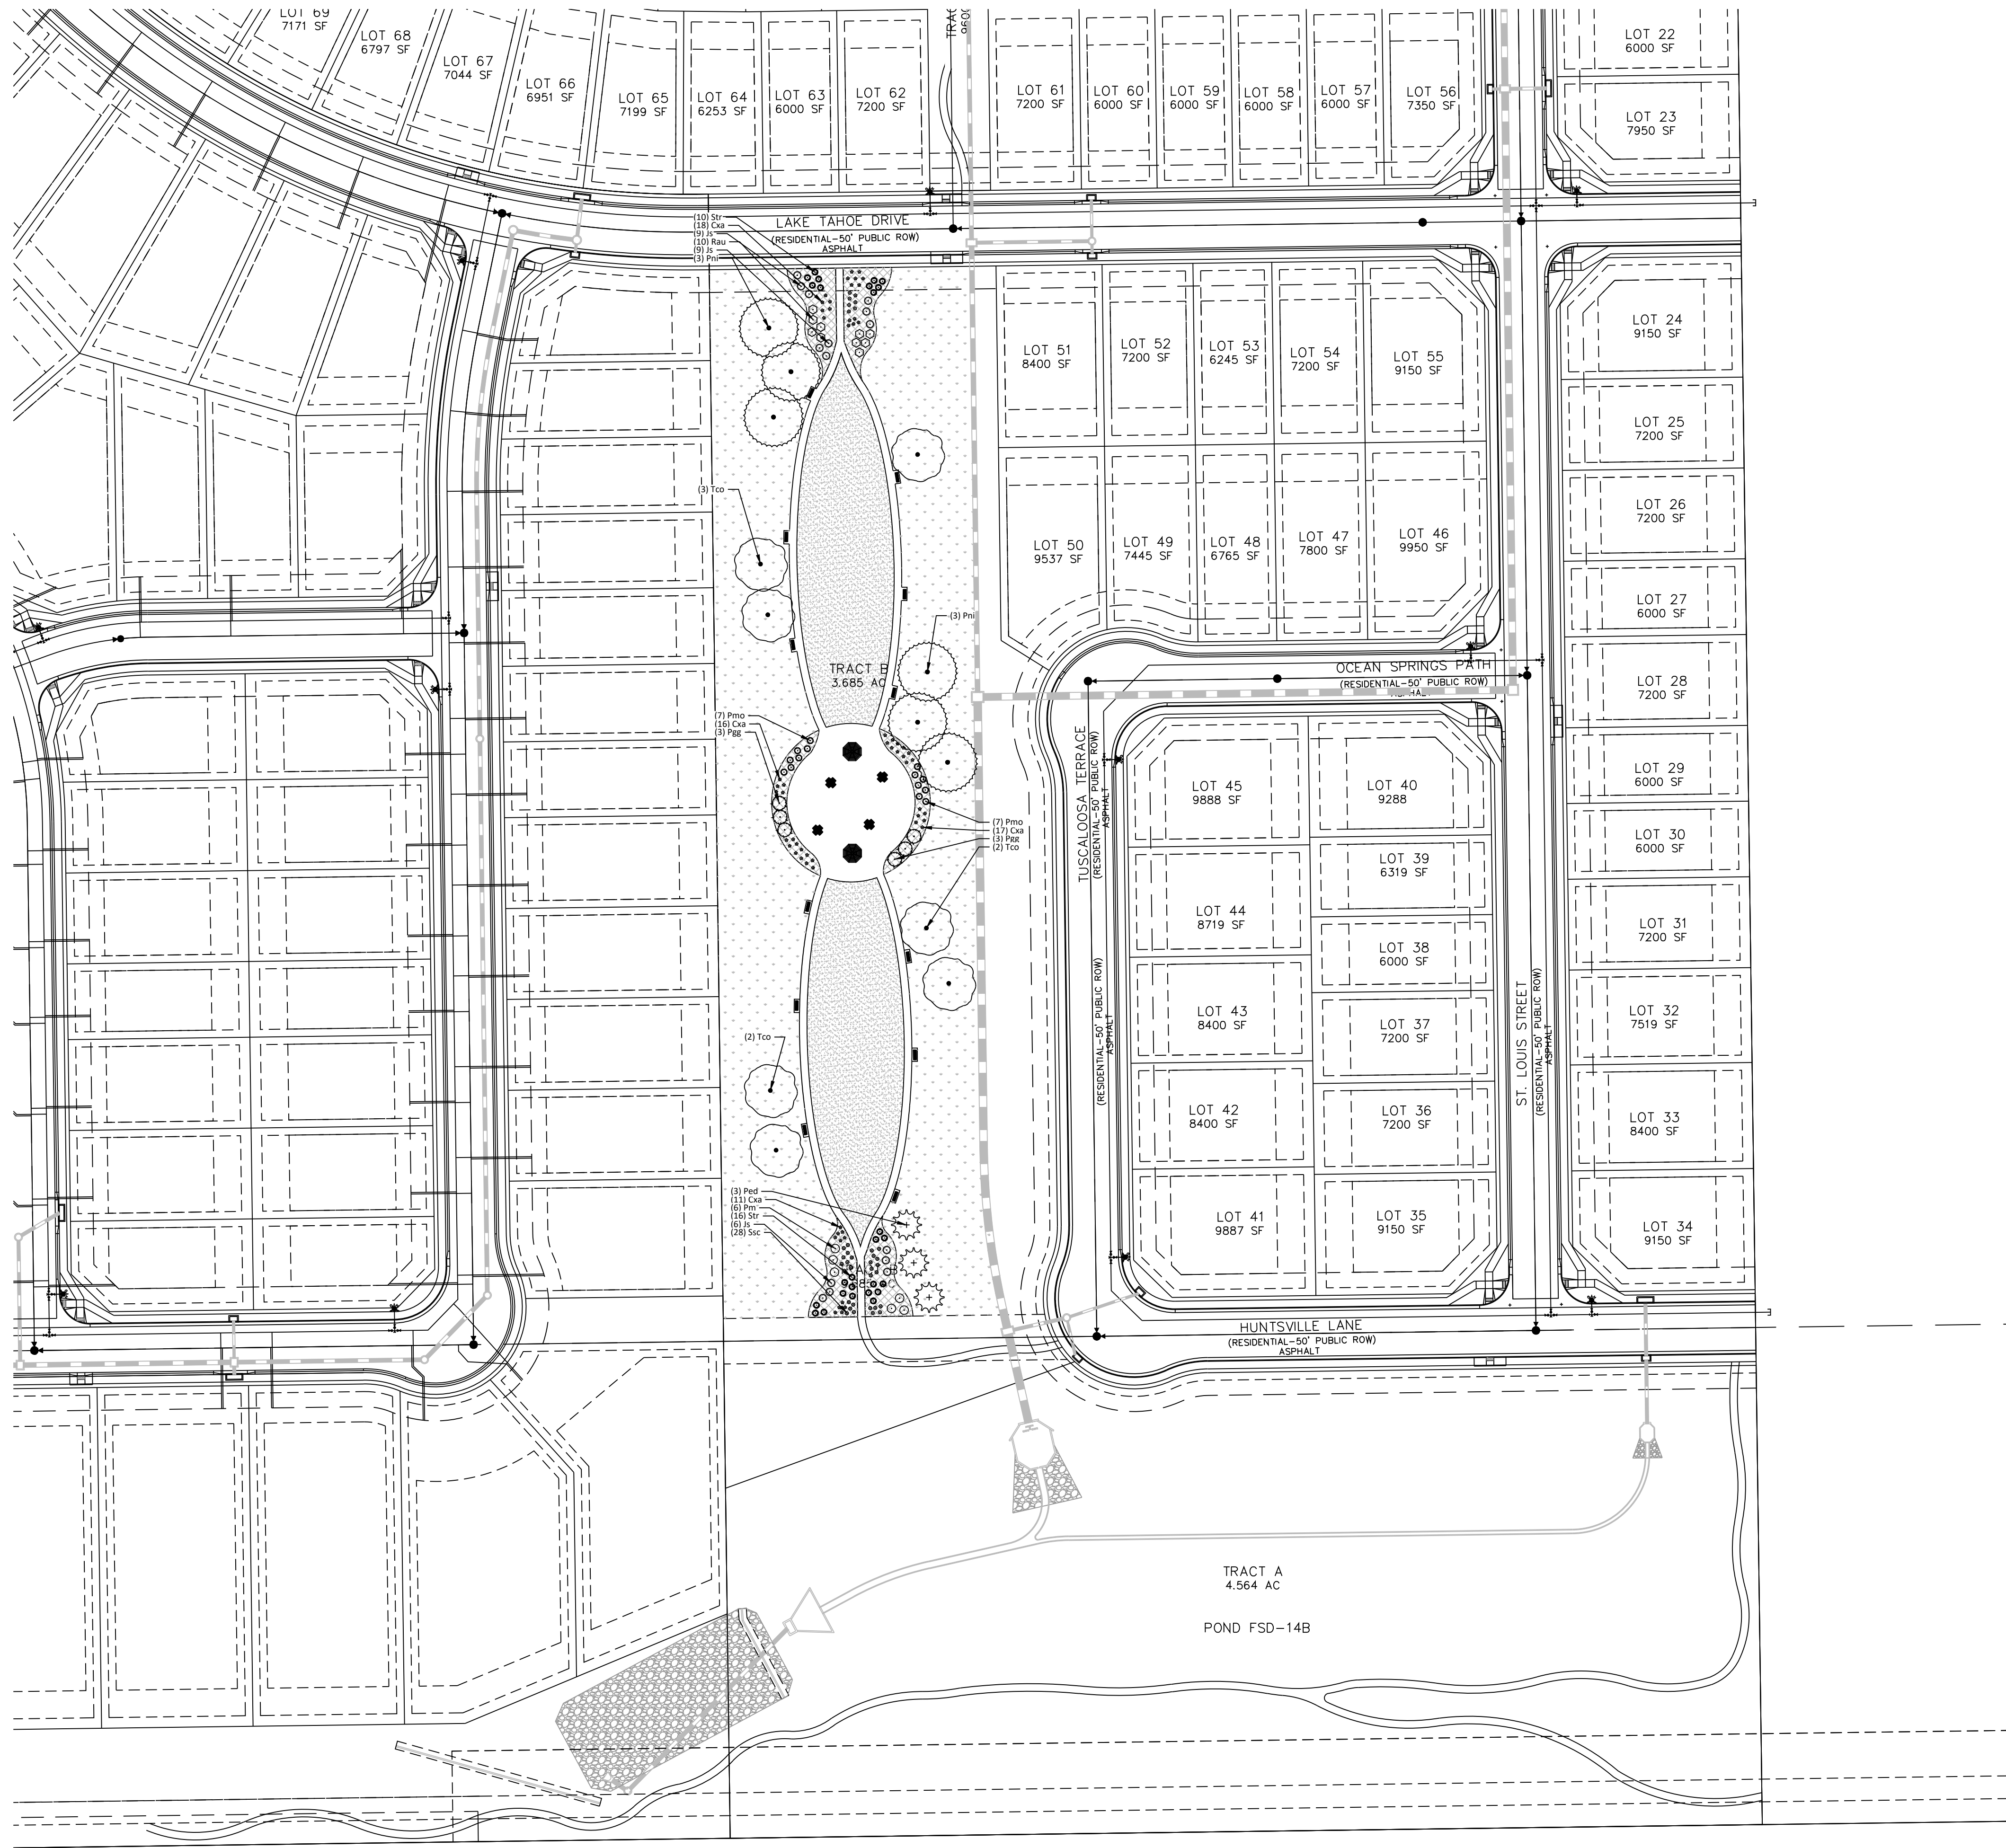 LOT 69
7171 SF
LOT 68
6797 SF
LOT 67
7044 SF
LOT 66
6951 SF
LOT 65
7199 SF
LOT 64
6253 SF
LOT 63
6000 SF
LOT 62
7200 SF
LOT 61
7200 SF
LOT 60
6000 SF
LOT 59
6000 SF
LOT 58
6000 SF
LOT 57
6000 SF
LOT 56
7350 SF
LOT 22
6000 SF
LOT 23
7950 SF
LAKE TAHOE DRIVE
(RESIDENTIAL-50' PUBLIC ROW)
ASPHALT
(10) Str
(18) Cxa
(9) Js
(10) Rau
(9) Js
(3) Pni
LOT 51
8400 SF
LOT 52
7200 SF
LOT 53
6245 SF
LOT 54
7200 SF
LOT 55
9150 SF
LOT 24
9150 SF
LOT 25
7200 SF
(3) Tco
LOT 50
9537 SF
LOT 49
7445 SF
LOT 48
6765 SF
LOT 47
7800 SF
LOT 46
9950 SF
LOT 26
7200 SF
LOT 27
6000 SF
(3) Pni
TRACT B
3.685 AC
OCEAN SPRINGS PATH
(RESIDENTIAL-50' PUBLIC ROW)
ASPHALT
LOT 28
7200 SF
(7) Pmo
(16) Cxa
(3) Pgg
TUSCALOOSA TERRACE
(RESIDENTIAL-50' PUBLIC ROW)
ASPHALT
LOT 45
9888 SF
LOT 40
9288
LOT 29
6000 SF
(7) Pmo
(17) Cxa
(3) Pgg
(2) Tco
LOT 39
6319 SF
LOT 30
6000 SF
LOT 44
8719 SF
LOT 38
6000 SF
LOT 31
7200 SF
(RESIDENTIAL-50' PUBLIC ROW)
ASPHALT
LOT 43
8400 SF
LOT 37
7200 SF
ST. LOUIS STREET
(RESIDENTIAL-50' PUBLIC ROW)
ASPHALT
LOT 32
7519 SF
(2) Tco
LOT 42
8400 SF
LOT 36
7200 SF
LOT 33
8400 SF
(3) Ped
(11) Cxa
(6) Pm
(16) Str
(6) Js
(28) Ssc
LOT 41
9887 SF
LOT 35
9150 SF
LOT 34
9150 SF
HUNTSVILLE LANE
(RESIDENTIAL-50' PUBLIC ROW)
ASPHALT
TRACT A
4.564 AC
POND FSD-14B